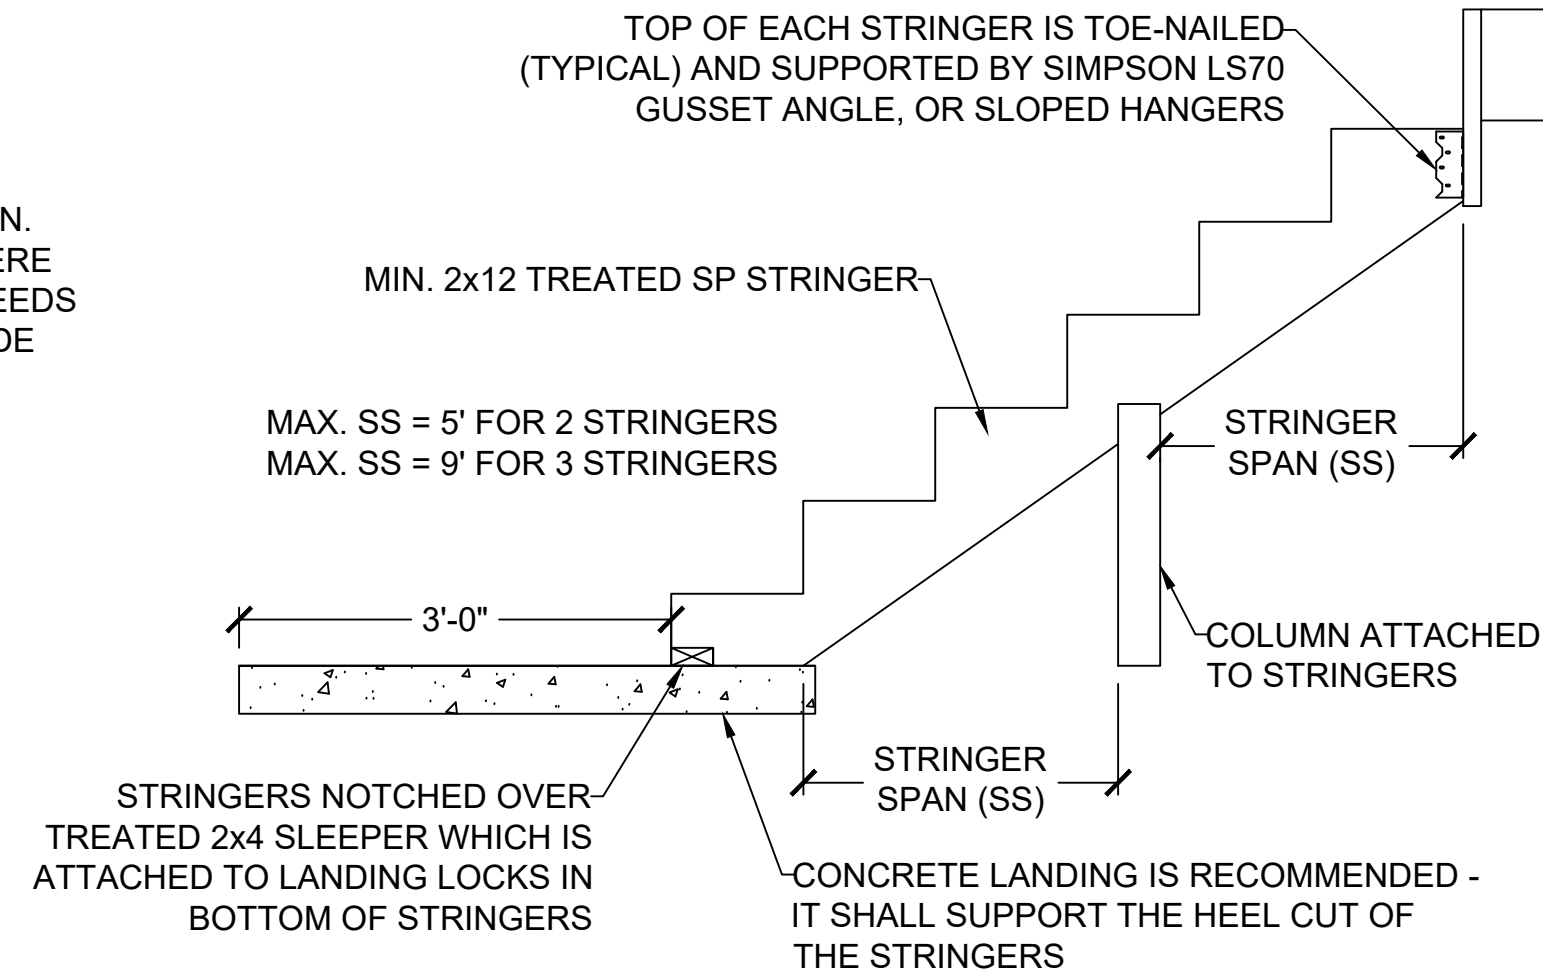 TOP OF EACH STRINGER IS TOE-NAILED
(TYPICAL) AND SUPPORTED BY SIMPSON LS70
GUSSET ANGLE, OR SLOPED HANGERS
N.
ERE
EEDS
DE
MIN. 2x12 TREATED SP STRINGER
MAX. SS = 5' FOR 2 STRINGERS
MAX. SS = 9' FOR 3 STRINGERS
STRINGER
SPAN (SS)
3'-0"
COLUMN ATTACHED
TO STRINGERS
STRINGER
SPAN (SS)
STRINGERS NOTCHED OVER
TREATED 2x4 SLEEPER WHICH IS
ATTACHED TO LANDING LOCKS IN
BOTTOM OF STRINGERS
CONCRETE LANDING IS RECOMMENDED -
IT SHALL SUPPORT THE HEEL CUT OF
THE STRINGERS